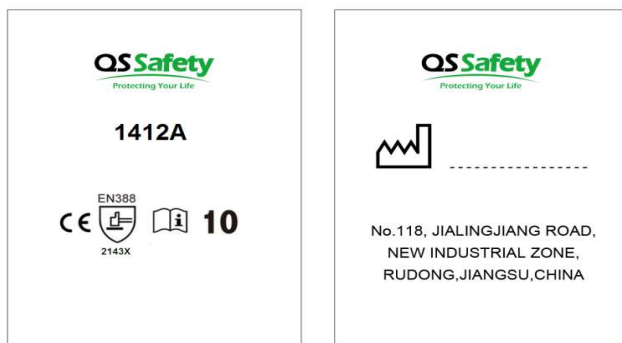 QS Safety
Protecting Your Life
1412A
EN388
CE
2143X
i
10
QS Safety
Protecting Your Life
No.118, JIALINGJIANG ROAD,
NEW INDUSTRIAL ZONE,
RUDONG,JIANGSU,CHINA